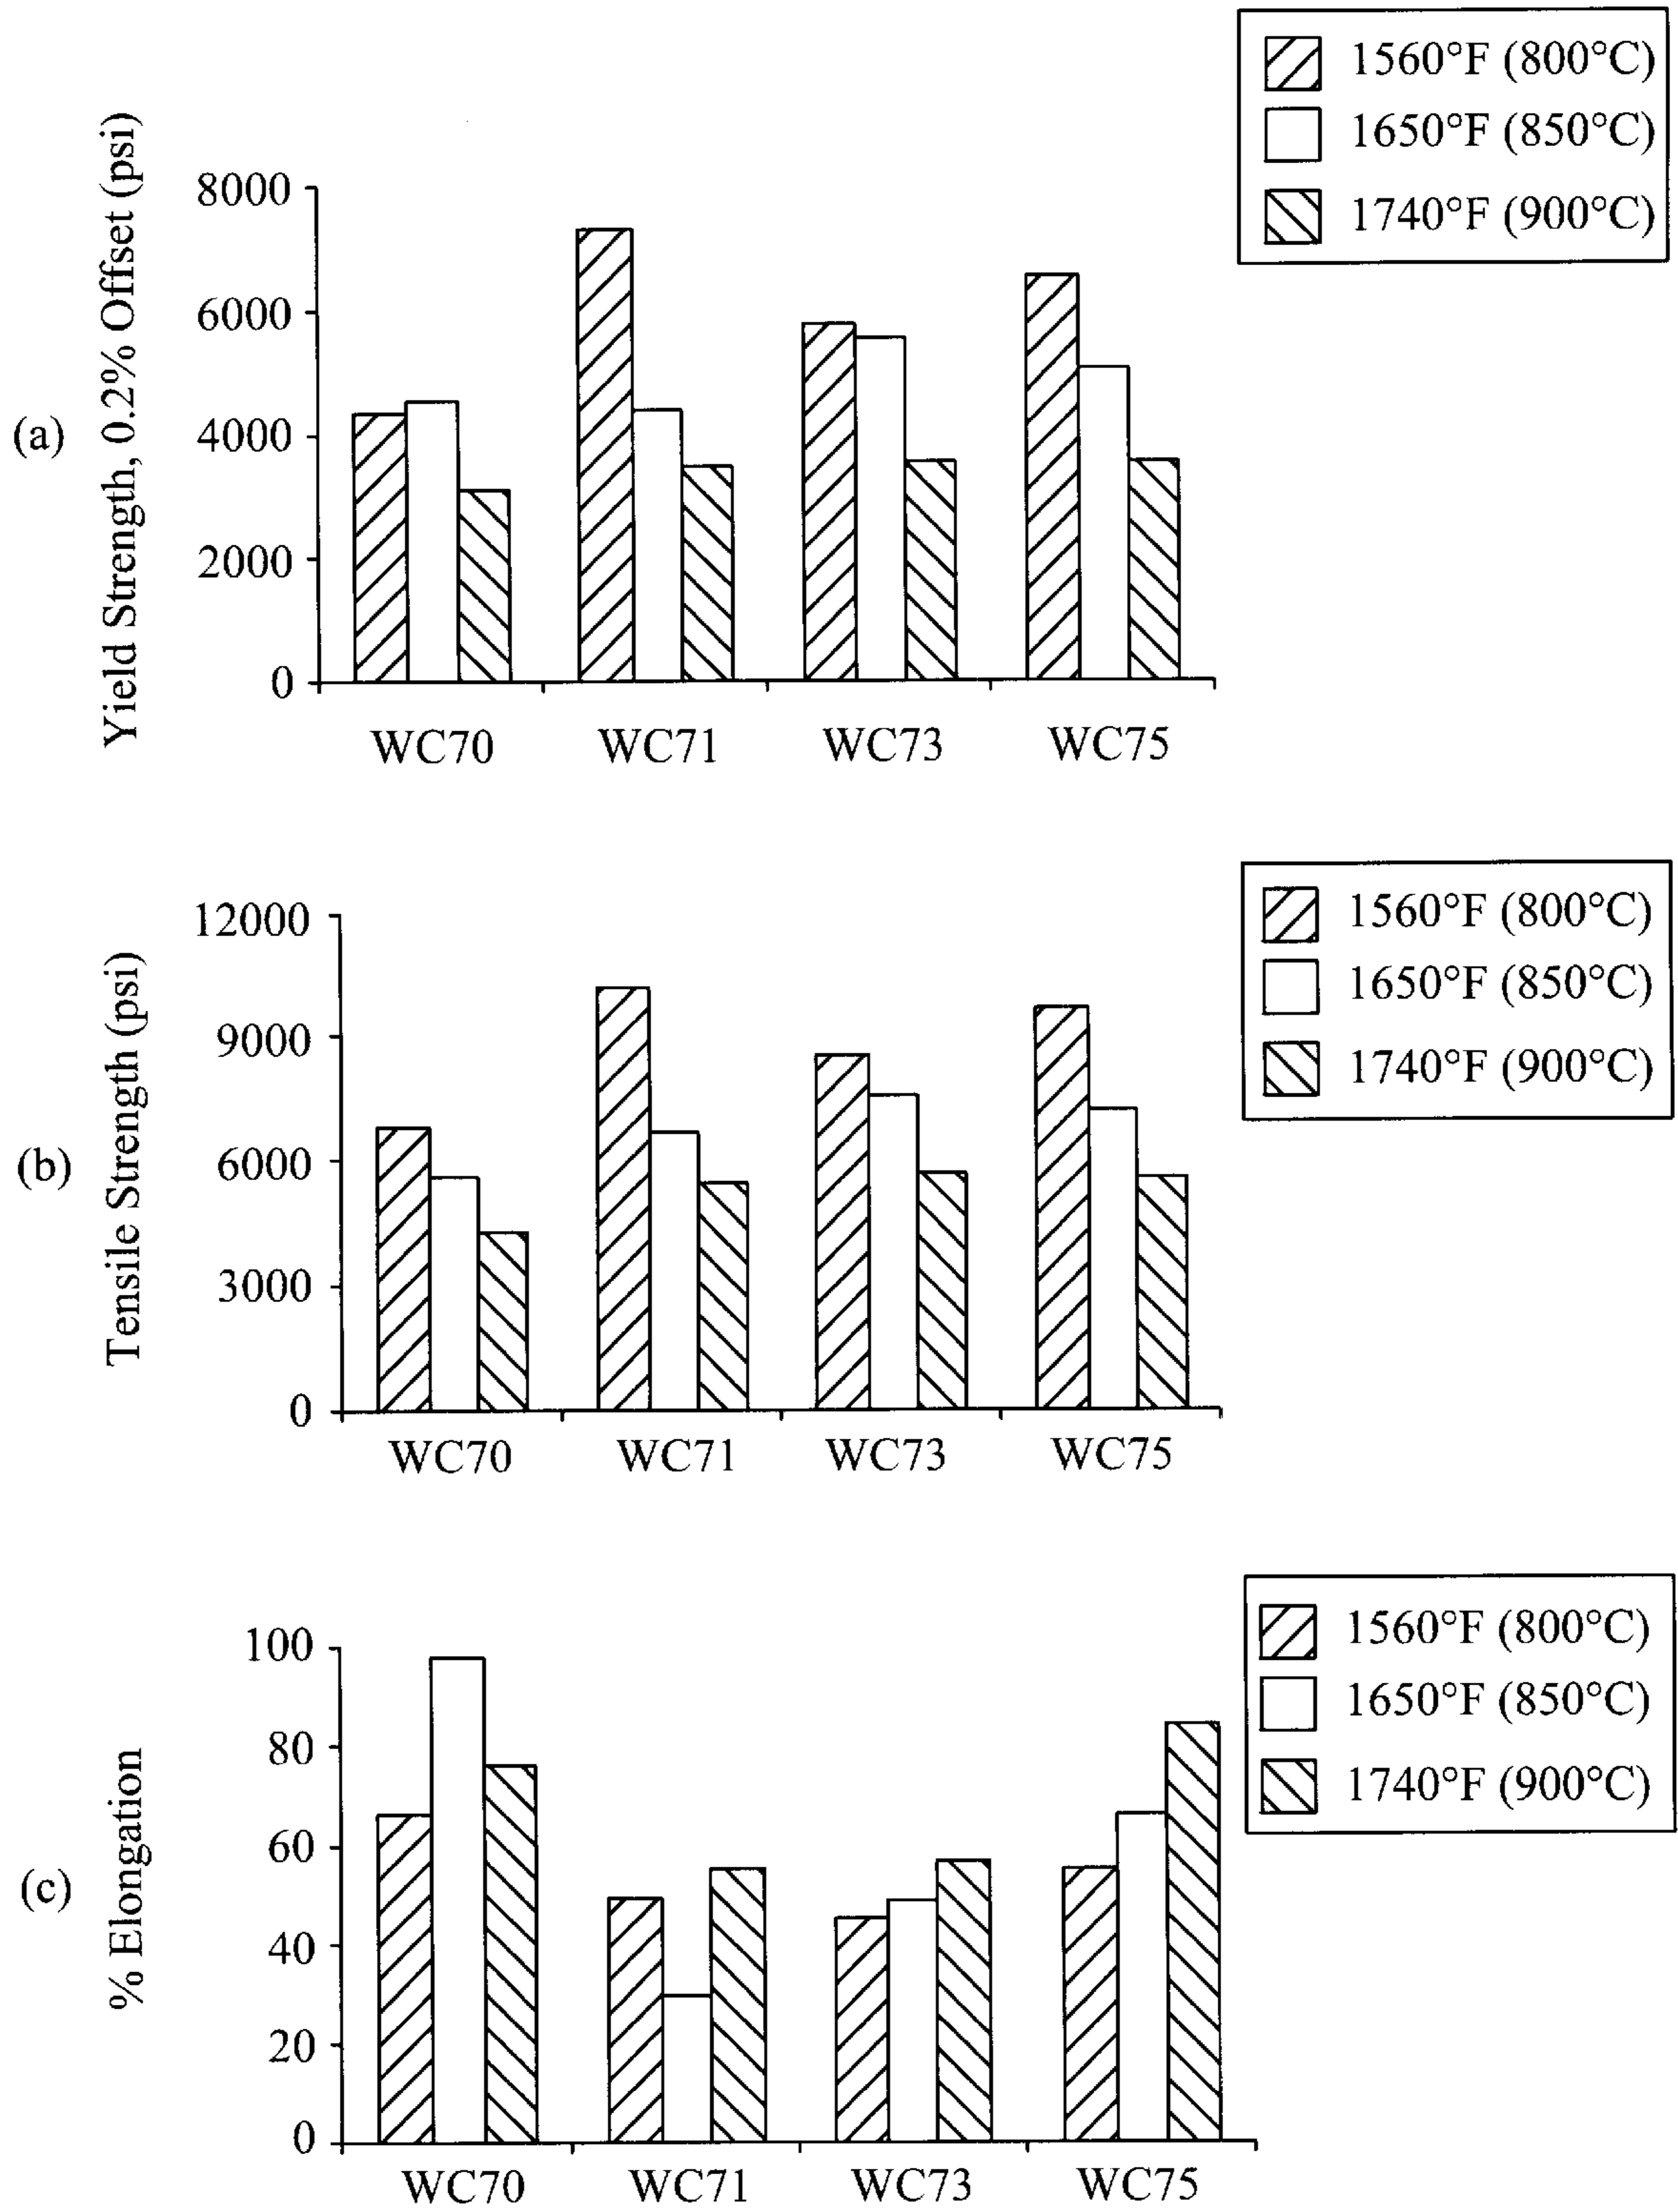 1560°F (800°C)
1650°F (850°C)
1740°F (900°C)
(a)
Yield Strength, 0.2% Offset (psi)
8000
6000
4000
2000
0
WC70 WC71 WC73 WC75
1560°F (800°C)
1650°F (850°C)
1740°F (900°C)
(b)
Tensile Strength (psi)
12000
9000
6000
3000
0
WC70 WC71 WC73 WC75
1560°F (800°C)
1650°F (850°C)
1740°F (900°C)
(c)
% Elongation
100
80
60
40
20
0
WC70 WC71 WC73 WC75